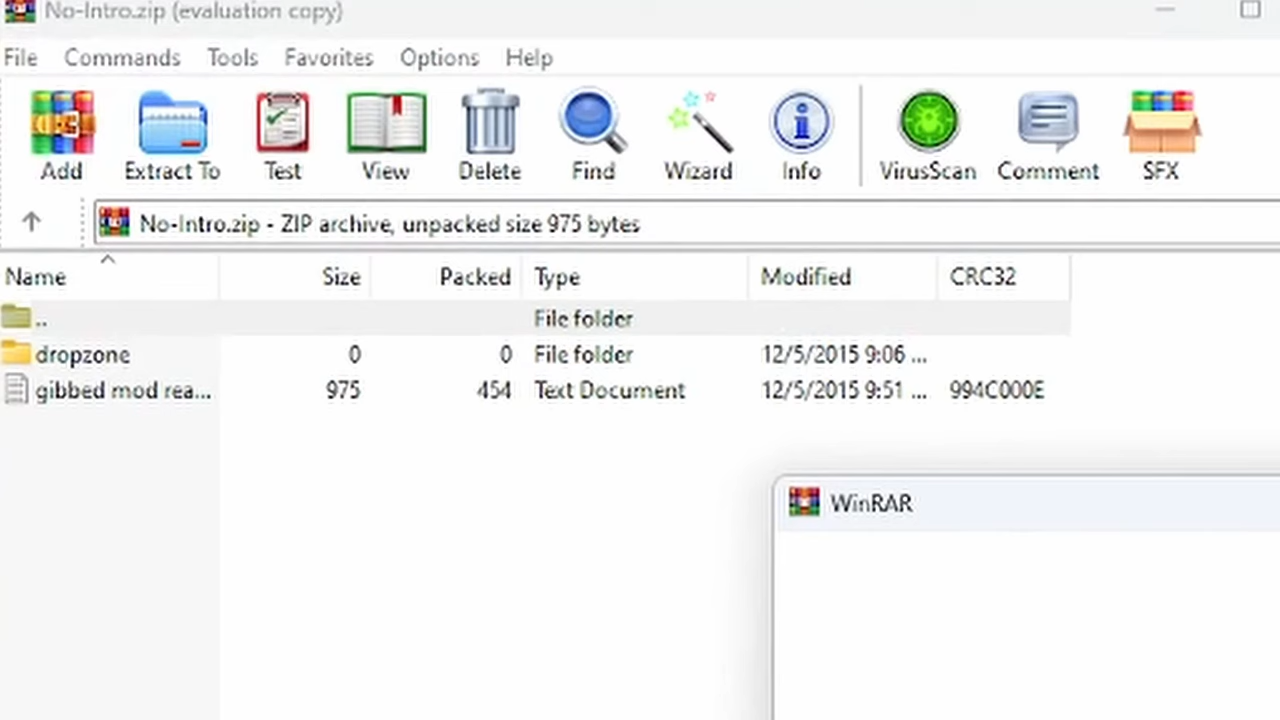 No-Intro.zip (evaluation copy)
File Commands Tools Favorites Options Help
Add Extract To Test View Delete Find Wizard Info VirusScan Comment SFX
No-Intro.zip - ZIP archive, unpacked size 975 bytes
Name Size Packed Type Modified CRC32
.. File folder
dropzone 0 0 File folder 12/5/2015 9:06 ...
gibbed mod rea... 975 454 Text Document 12/5/2015 9:51 ... 994C000E
WinRAR